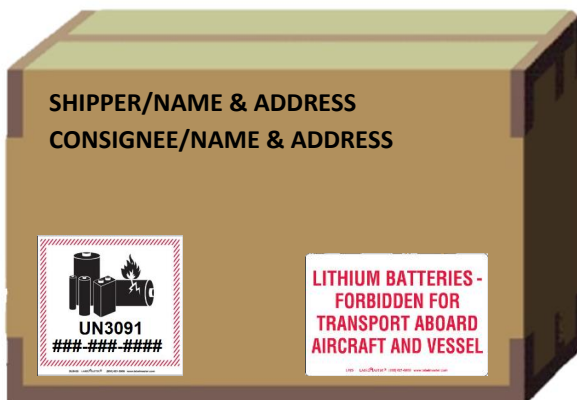 SHIPPER/NAME & ADDRESS
CONSIGNEE/NAME & ADDRESS
UN3091
###-###-####
LITHIUM BATTERIES -
FORBIDDEN FOR
TRANSPORT ABOARD
AIRCRAFT AND VESSEL